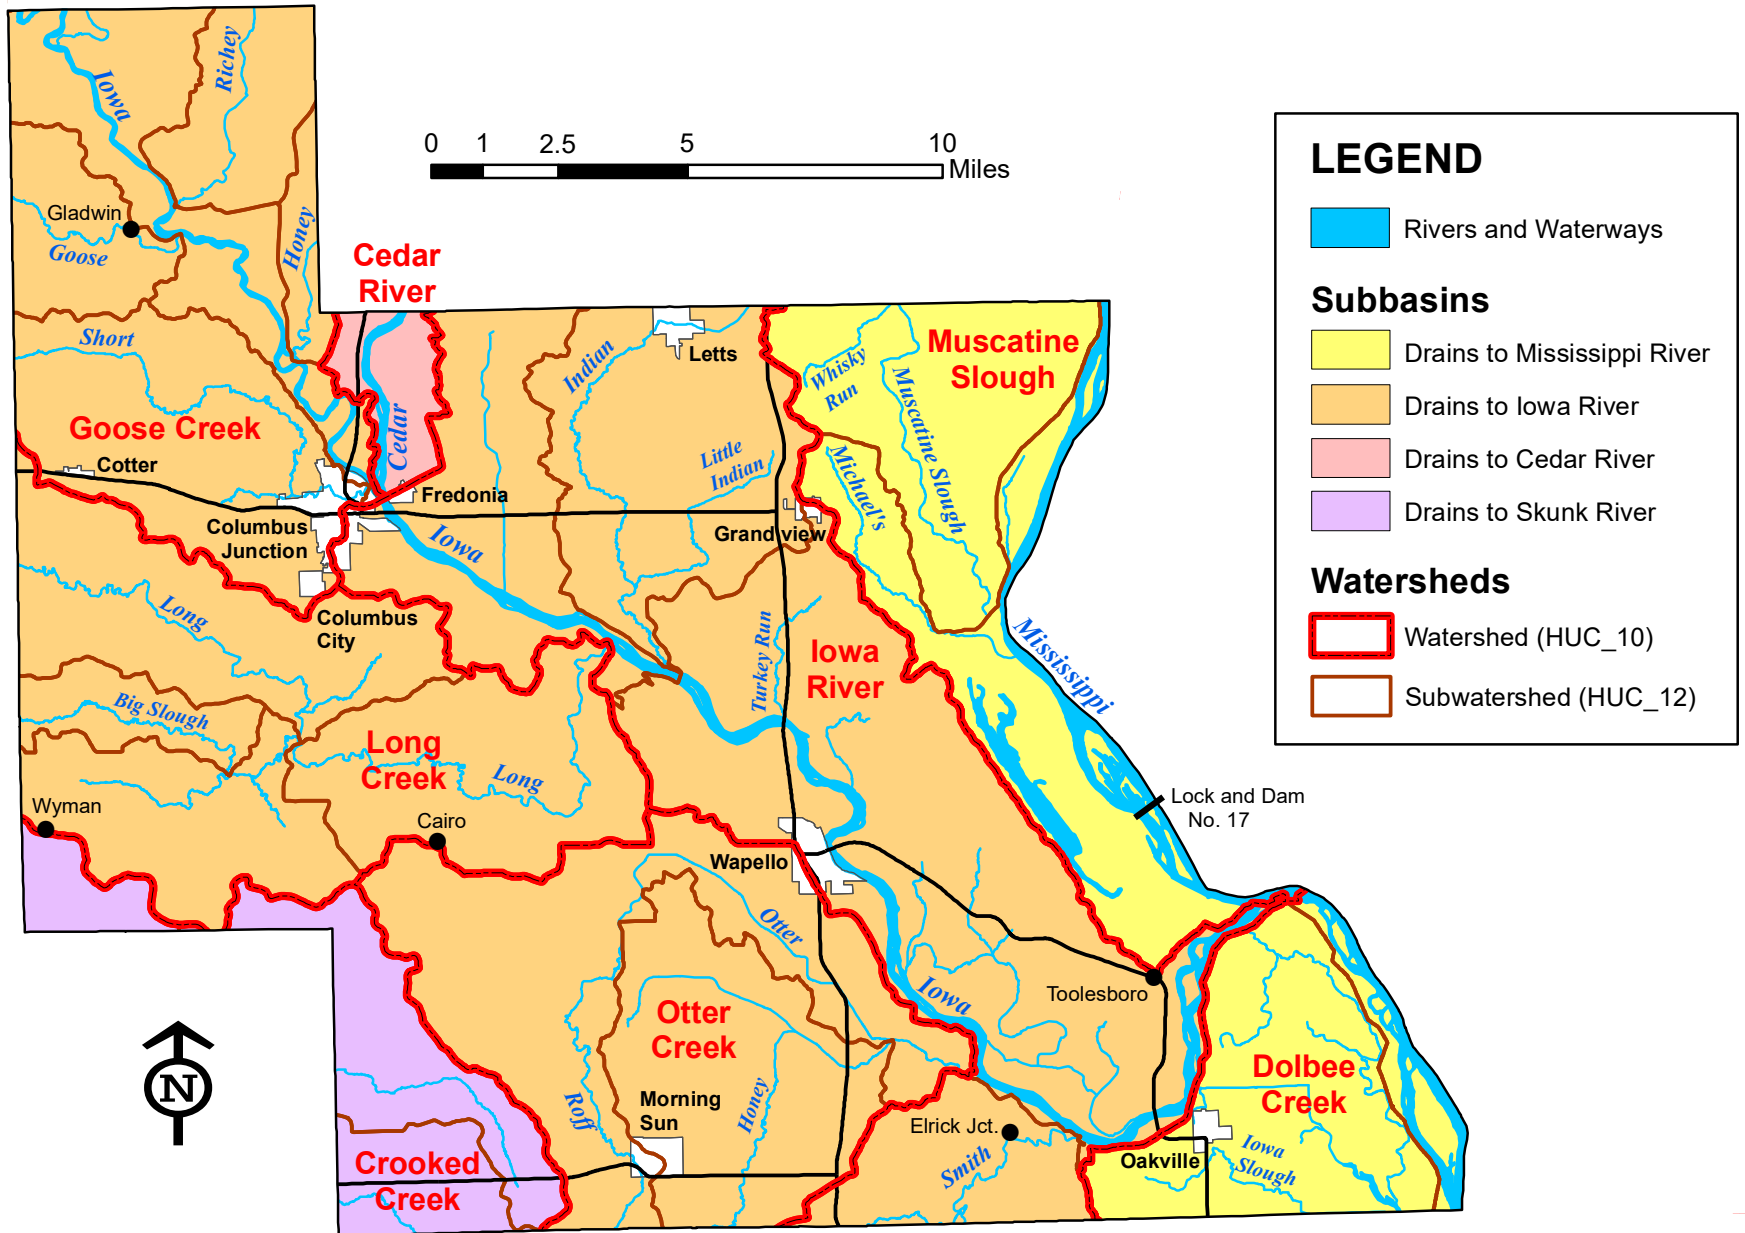 Richey
Iowa
0 1 2.5 5 10
Miles
Gladwin
Goose
Honey
Cedar
River
Short
Indian
Letts
Whisky
Run
Muscatine
Slough
Muscatine Slough
Goose Creek
Cedar
Cotter
Little
Indian
Michael's
Fredonia
Columbus
Junction
Iowa
Grandview
Long
Columbus
City
Turkey Run
Iowa
River
Mississippi
Big Slough
Long
Creek
Long
Wyman
Cairo
Lock and Dam
No. 17
Wapello
Otter
Iowa
Toolesboro
Otter
Creek
Dolbee
Creek
Roff
Morning
Sun
Honey
Elrick Jct.
Smith
Oakville
Iowa
Slough
Crooked
Creek
N
LEGEND
Rivers and Waterways
Subbasins
Drains to Mississippi River
Drains to Iowa River
Drains to Cedar River
Drains to Skunk River
Watersheds
Watershed (HUC_10)
Subwatershed (HUC_12)